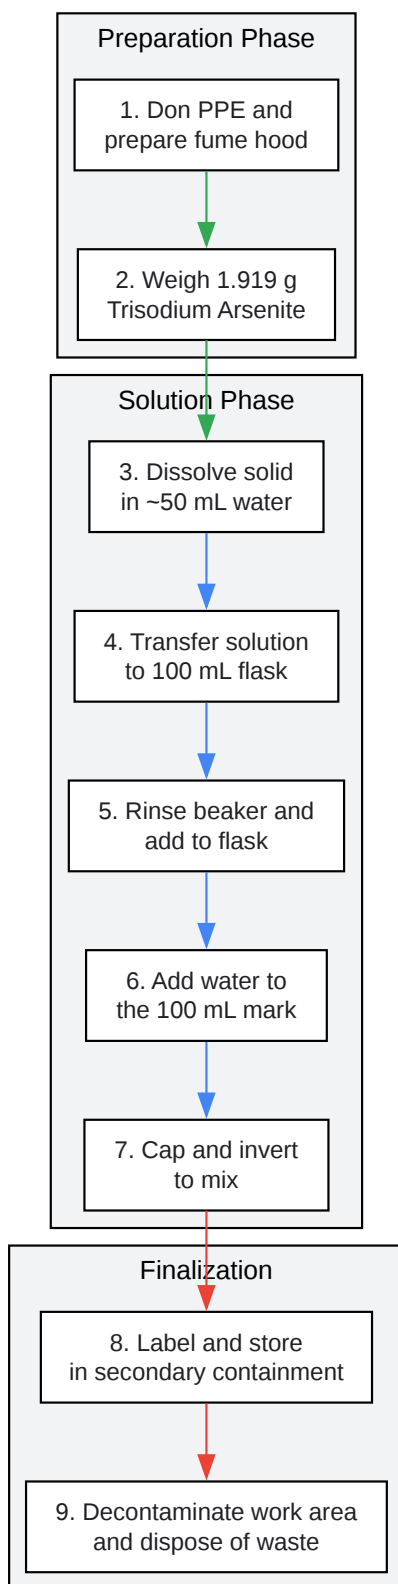 Preparation Phase
1. Don PPE and
prepare fume hood
2. Weigh 1.919 g
Trisodium Arsenite
Solution Phase
3. Dissolve solid
in ~50 mL water
4. Transfer solution
to 100 mL flask
5. Rinse beaker and
add to flask
6. Add water to
the 100 mL mark
7. Cap and invert
to mix
Finalization
8. Label and store
in secondary containment
9. Decontaminate work area
and dispose of waste